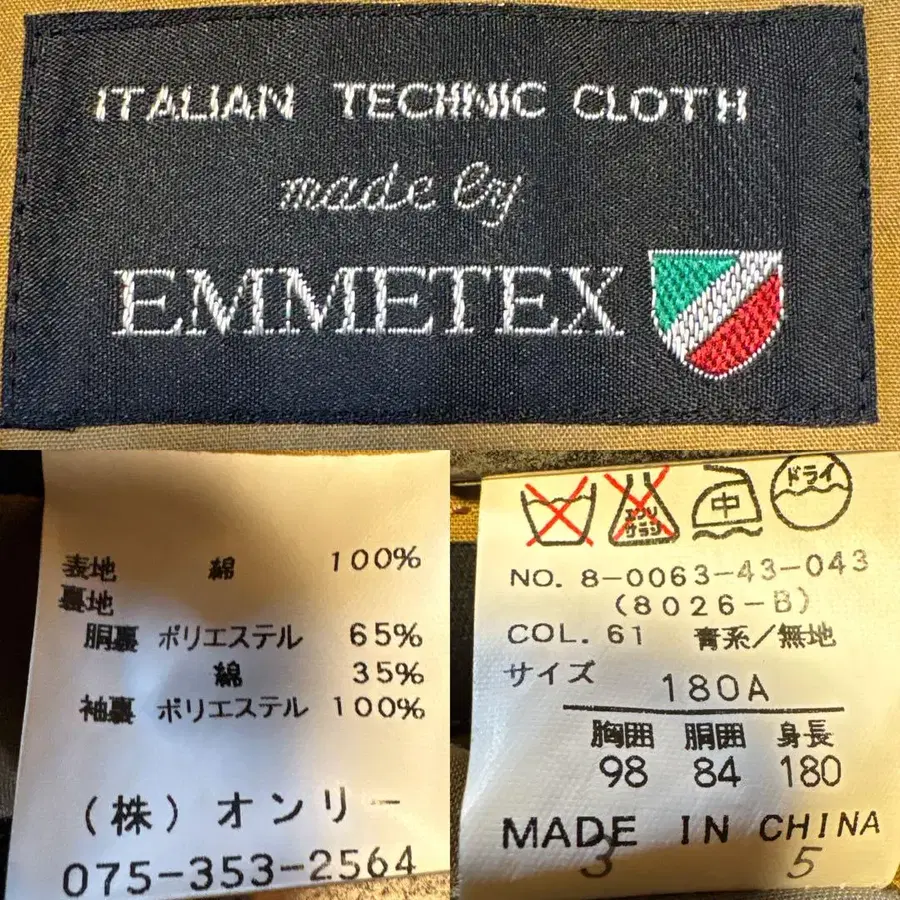 ITALIAN TECHNIC CLOTH
made by
EMMETEX
表地 綿 100%
裏地
胴裏 ポリエステル 65%
綿 35%
袖裏 ポリエステル 100%
(株)オンリー
075-353-2564
エンソ
サラシ
中
ドライ
NO. 8-0063-43-043
(8026-B)
COL. 61 青系/無地
サイズ 180A
胸囲 胴囲 身長
98 84 180
MADE IN CHINA
3 5